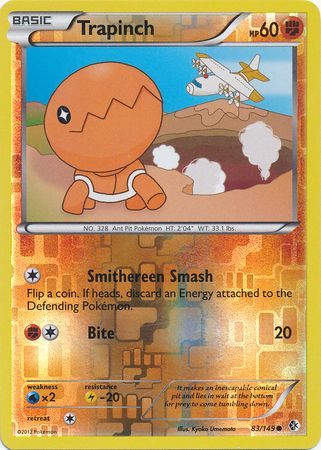 BASIC
Trapinch HP60
NO. 328 Ant Pit Pokémon HT: 2'04" WT: 33.1 lbs.
Smithereen Smash
Flip a coin. If heads, discard an Energy attached to the
Defending Pokémon.
Bite 20
weakness resistance
×2 -20
retreat
It makes an inescapable conical
pit and lies in wait at the bottom
for prey to come tumbling down.
©2012 Pokémon
Illus. Kyoko Umemoto 83/149